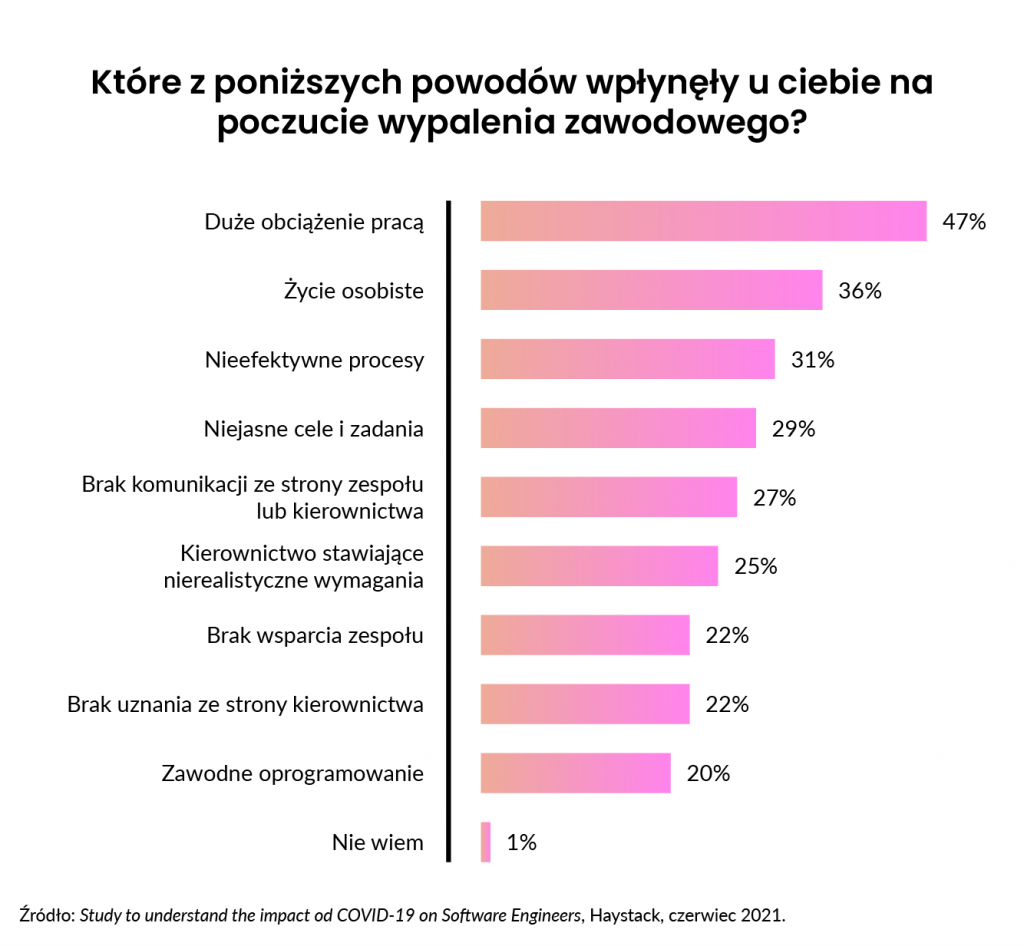 Które z poniższych powodów wpłynęły u ciebie na
poczucie wypalenia zawodowego?
Duże obciążenie pracą
47%
Życie osobiste
36%
Nieefektywne procesy
31%
Niejasne cele i zadania
29%
Brak komunikacji ze strony zespołu
lub kierownictwa
27%
Kierownictwo stawiające
nierealistyczne wymagania
25%
Brak wsparcia zespołu
22%
Brak uznania ze strony kierownictwa
22%
Zawodne oprogramowanie
20%
Nie wiem
1%
Źródło: Study to understand the impact od COVID-19 on Software Engineers, Haystack, czerwiec 2021.